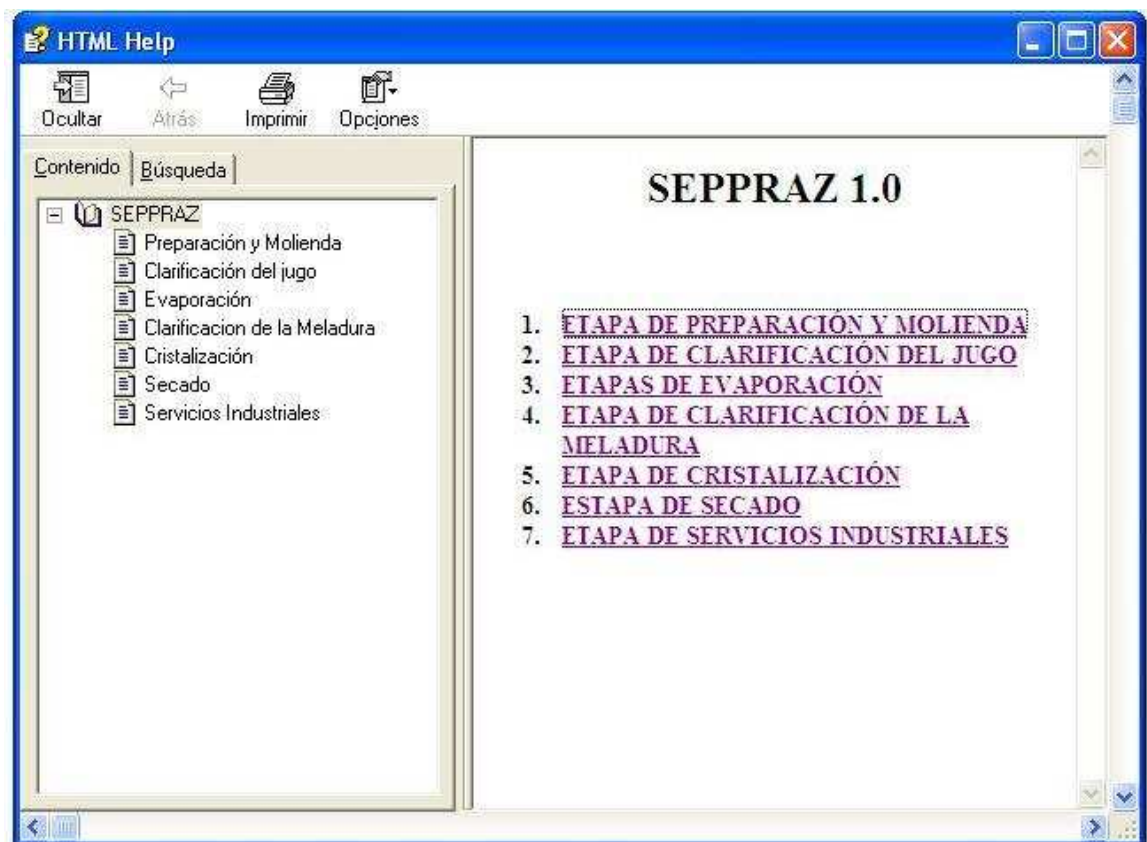 HTML Help
Ocultar
Atrás
Imprimir
Opciones
Contenido
Búsqueda
SEPPRAZ
Preparación y Molienda
Clarificación del jugo
Evaporación
Clarificacion de la Meladura
Cristalización
Secado
Servicios Industriales
SEPPRAZ 1.0
1. ETAPA DE PREPARACIÓN Y MOLIENDA
2. ETAPA DE CLARIFICACIÓN DEL JUGO
3. ETAPAS DE EVAPORACIÓN
4. ETAPA DE CLARIFICACIÓN DE LA
MELADURA
5. ETAPA DE CRISTALIZACIÓN
6. ESTAPA DE SECADO
7. ETAPA DE SERVICIOS INDUSTRIALES